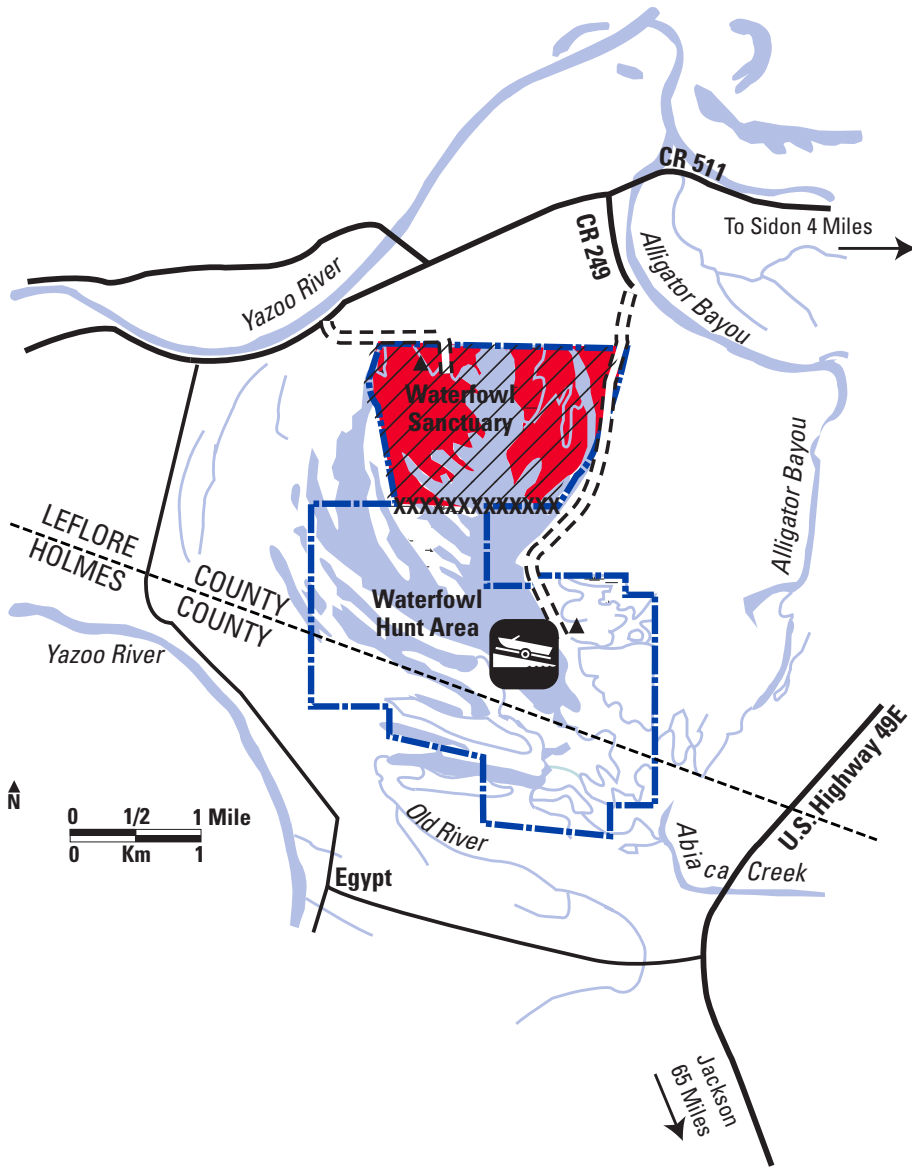 CR 511
To Sidon 4 Miles
CR 249
Alligator Bayou
Yazoo River
Waterfowl
Sanctuary
Alligator Bayou
XXXXXXXXXXXXXX
LEFLORE
HOLMES
COUNTY
COUNTY
Waterfowl
Hunt Area
Yazoo River
N
0 1/2 1 Mile
0 Km 1
Old River
U.S. Highway 49E
Abiaca Creek
Egypt
Jackson
65 Miles